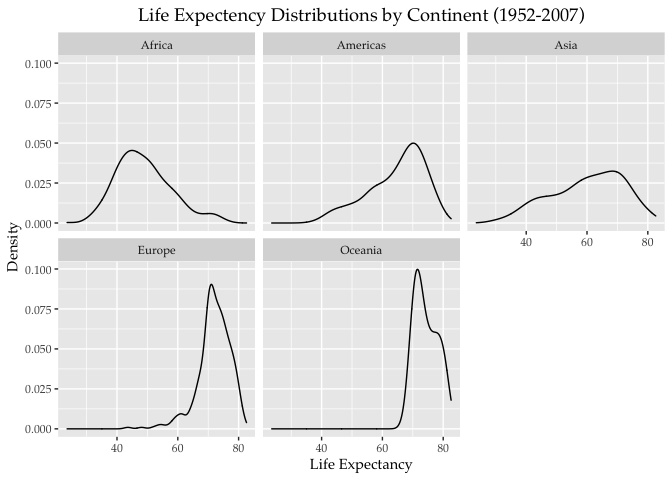 Life Expectency Distributions by Continent (1952-2007)
Africa Americas Asia
0.100
0.075
0.050
0.025
0.000
40 60 80
Density
Europe Oceania
0.100
0.075
0.050
0.025
0.000
40 60 80 40 60 80
Life Expectancy